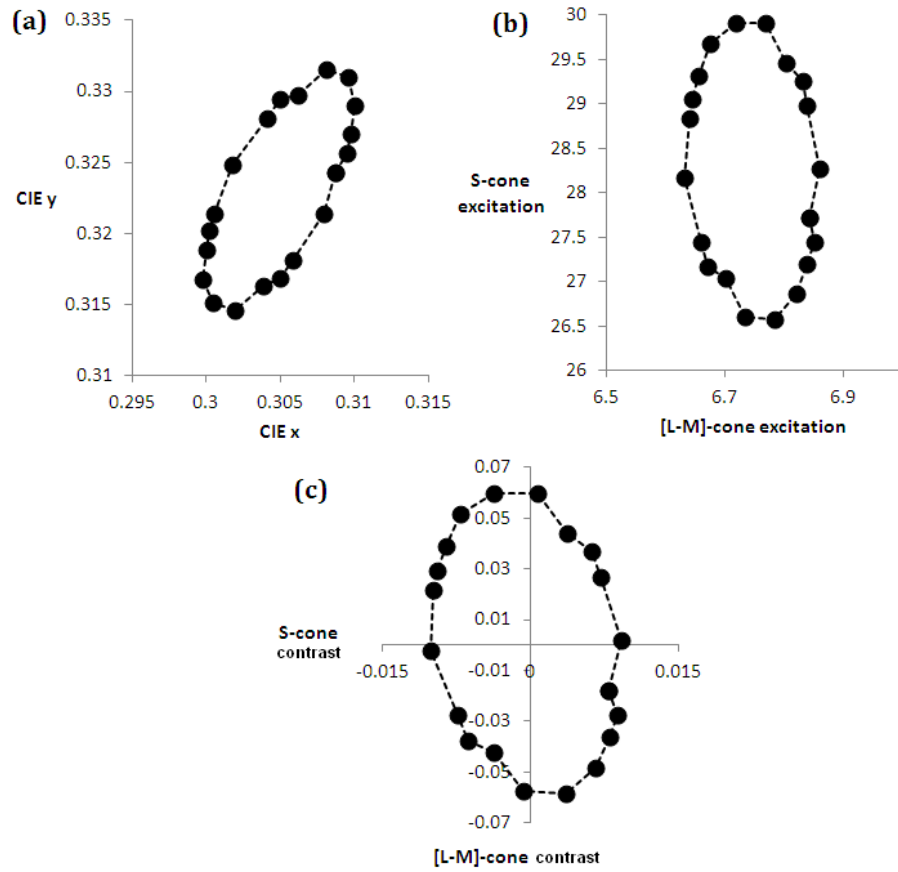 (a)
0.335
0.33
0.325
CIE y
0.32
0.315
0.31
0.295 0.3 0.305 0.31 0.315
CIE x
(b)
30
29.5
29
28.5
S-cone
excitation
28
27.5
27
26.5
26
6.5 6.7 6.9
[L-M]-cone excitation
(c)
0.07
0.05
0.03
0.01
S-cone
contrast
-0.015 0 0.015
-0.01
-0.03
-0.05
-0.07
[L-M]-cone contrast